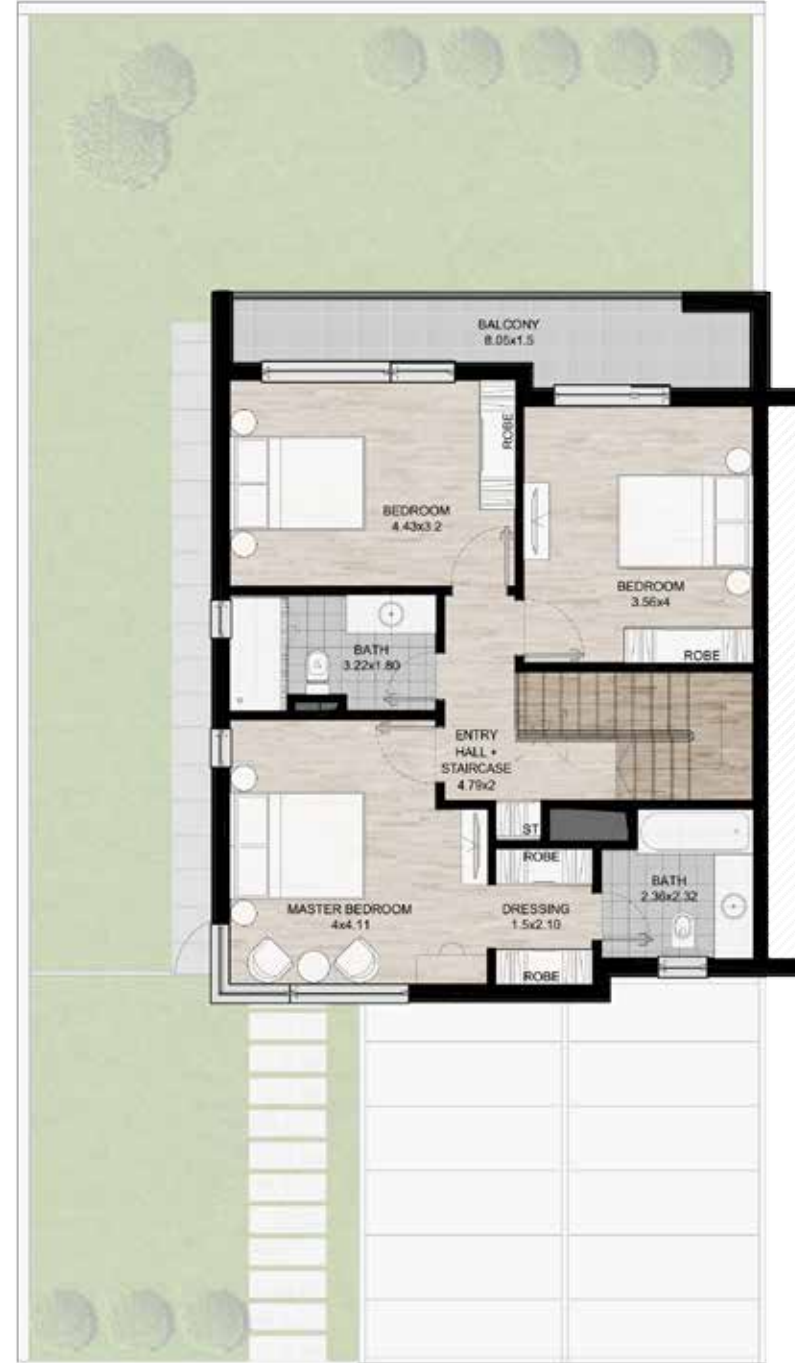 BALCONY
8.05x1.5
ROBE
BEDROOM
4.43x3.2
BEDROOM
3.56x4
ROBE
BATH
3.22x1.80
ENTRY
HALL +
STAIRCASE
4.79x2
ST
ROBE
BATH
2.36x2.32
MASTER BEDROOM
4x4.11
DRESSING
1.5x2.10
ROBE